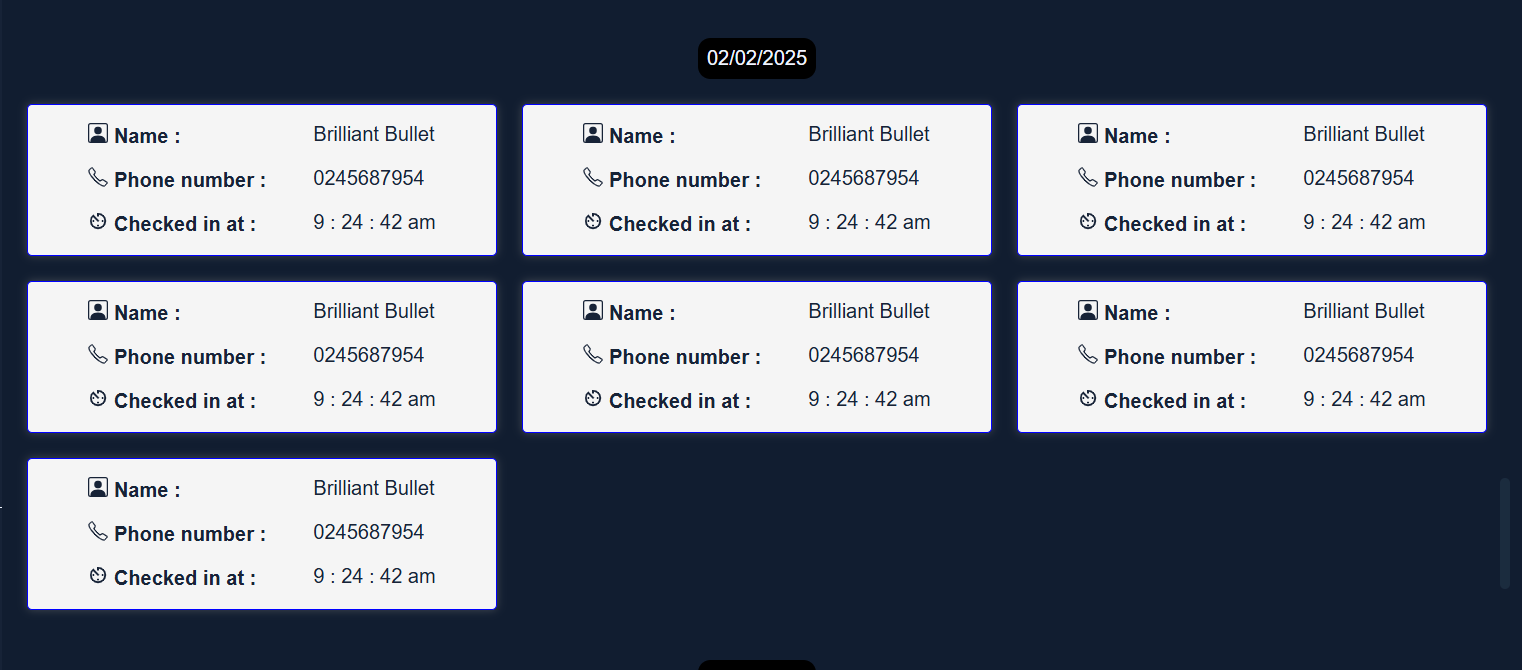 02/02/2025
Name : Brilliant Bullet
Phone number : 0245687954
Checked in at : 9 : 24 : 42 am
Name : Brilliant Bullet
Phone number : 0245687954
Checked in at : 9 : 24 : 42 am
Name : Brilliant Bullet
Phone number : 0245687954
Checked in at : 9 : 24 : 42 am
Name : Brilliant Bullet
Phone number : 0245687954
Checked in at : 9 : 24 : 42 am
Name : Brilliant Bullet
Phone number : 0245687954
Checked in at : 9 : 24 : 42 am
Name : Brilliant Bullet
Phone number : 0245687954
Checked in at : 9 : 24 : 42 am
Name : Brilliant Bullet
Phone number : 0245687954
Checked in at : 9 : 24 : 42 am